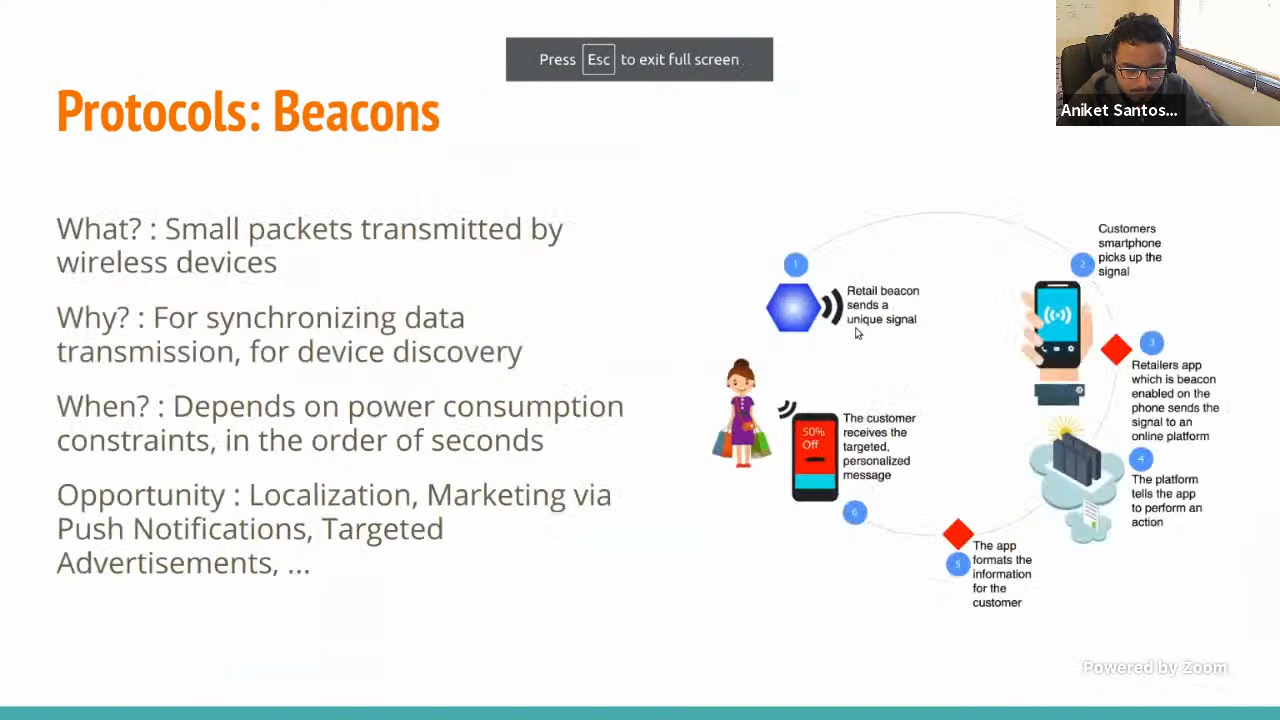 Press Esc to exit full screen
Aniket Santos...
Protocols: Beacons
What? : Small packets transmitted by
wireless devices
Why? : For synchronizing data
transmission, for device discovery
When? : Depends on power consumption
constraints, in the order of seconds
Opportunity : Localization, Marketing via
Push Notifications, Targeted
Advertisements, ...
1
Retail beacon
sends a
unique signal
2
Customers
smartphone
picks up the
signal
3
Retailers app
which is beacon
enabled on the
phone sends the
signal to an
online platform
4
The platform
tells the app
to perform an
action
5
The app
formats the
information
for the
customer
6
The customer
receives the
targeted,
personalized
message
50%
Off
Powered by Zoom